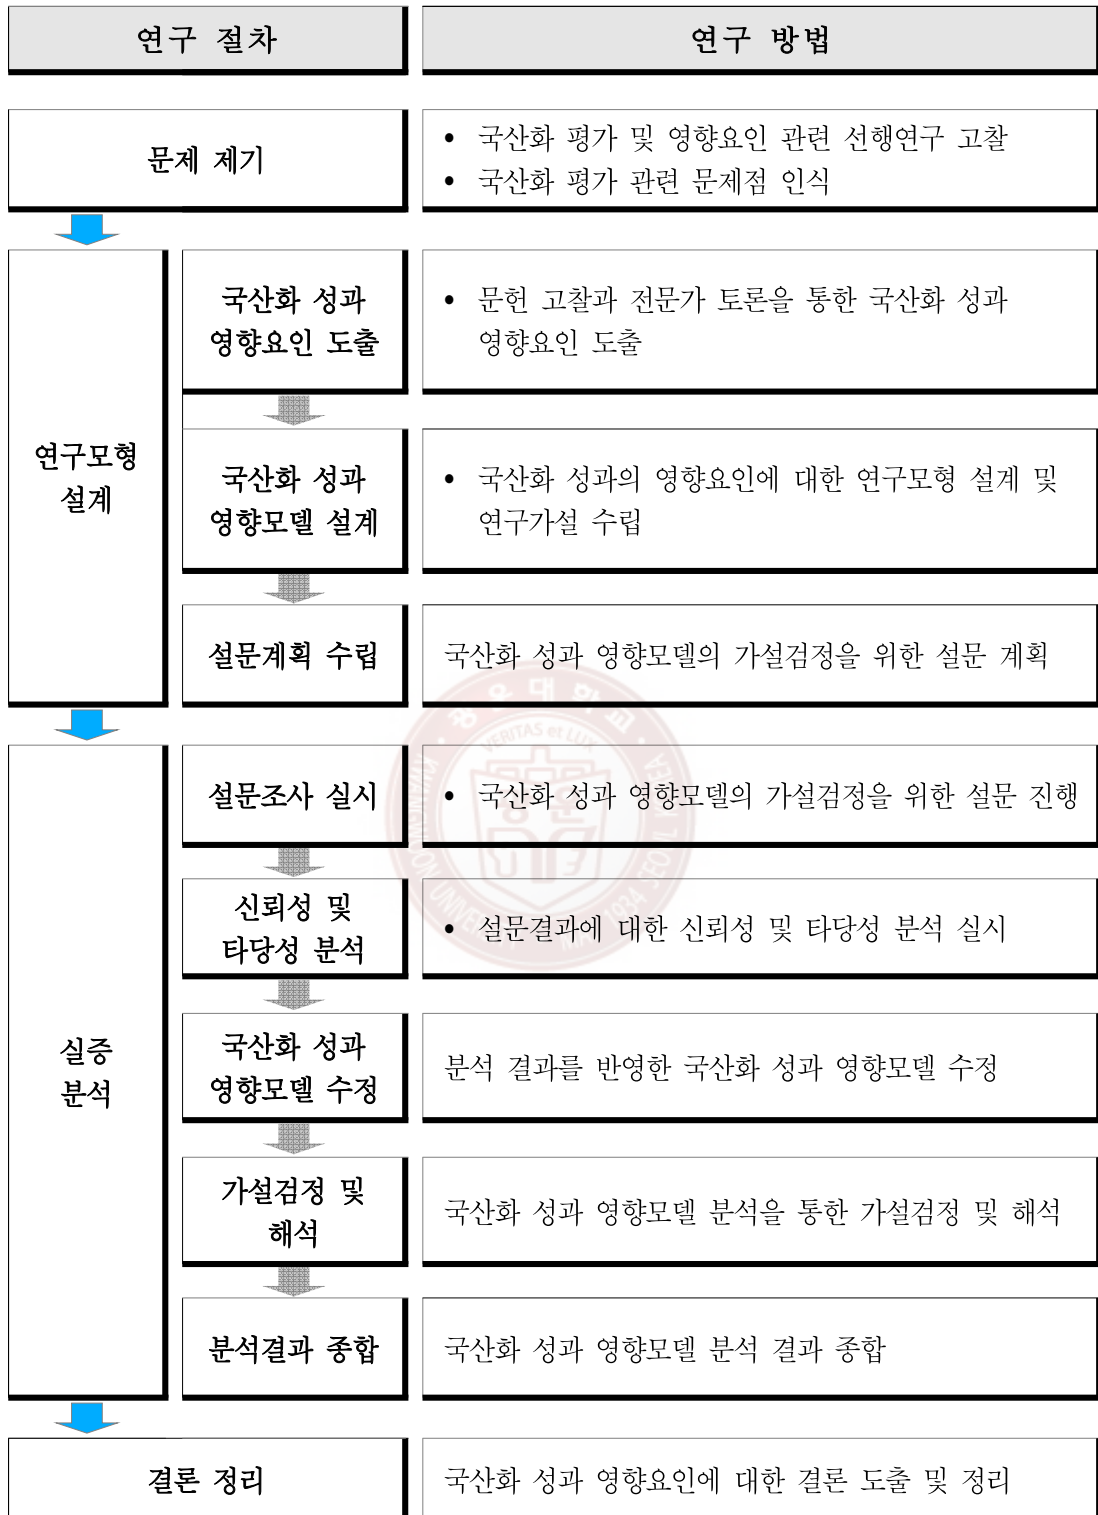 연구 절차
연구 방법
문제 제기
• 국산화 평가 및 영향요인 관련 선행연구 고찰
• 국산화 평가 관련 문제점 인식
연구모형
설계
국산화 성과
영향요인 도출
• 문헌 고찰과 전문가 토론을 통한 국산화 성과
영향요인 도출
국산화 성과
영향모델 설계
• 국산화 성과의 영향요인에 대한 연구모형 설계 및
연구가설 수립
설문계획 수립
국산화 성과 영향모델의 가설검정을 위한 설문 계획
실증
분석
설문조사 실시
• 국산화 성과 영향모델의 가설검정을 위한 설문 진행
신뢰성 및
타당성 분석
• 설문결과에 대한 신뢰성 및 타당성 분석 실시
국산화 성과
영향모델 수정
분석 결과를 반영한 국산화 성과 영향모델 수정
가설검정 및
해석
국산화 성과 영향모델 분석을 통한 가설검정 및 해석
분석결과 종합
국산화 성과 영향모델 분석 결과 종합
결론 정리
국산화 성과 영향요인에 대한 결론 도출 및 정리
VERITAS et LUX
1934